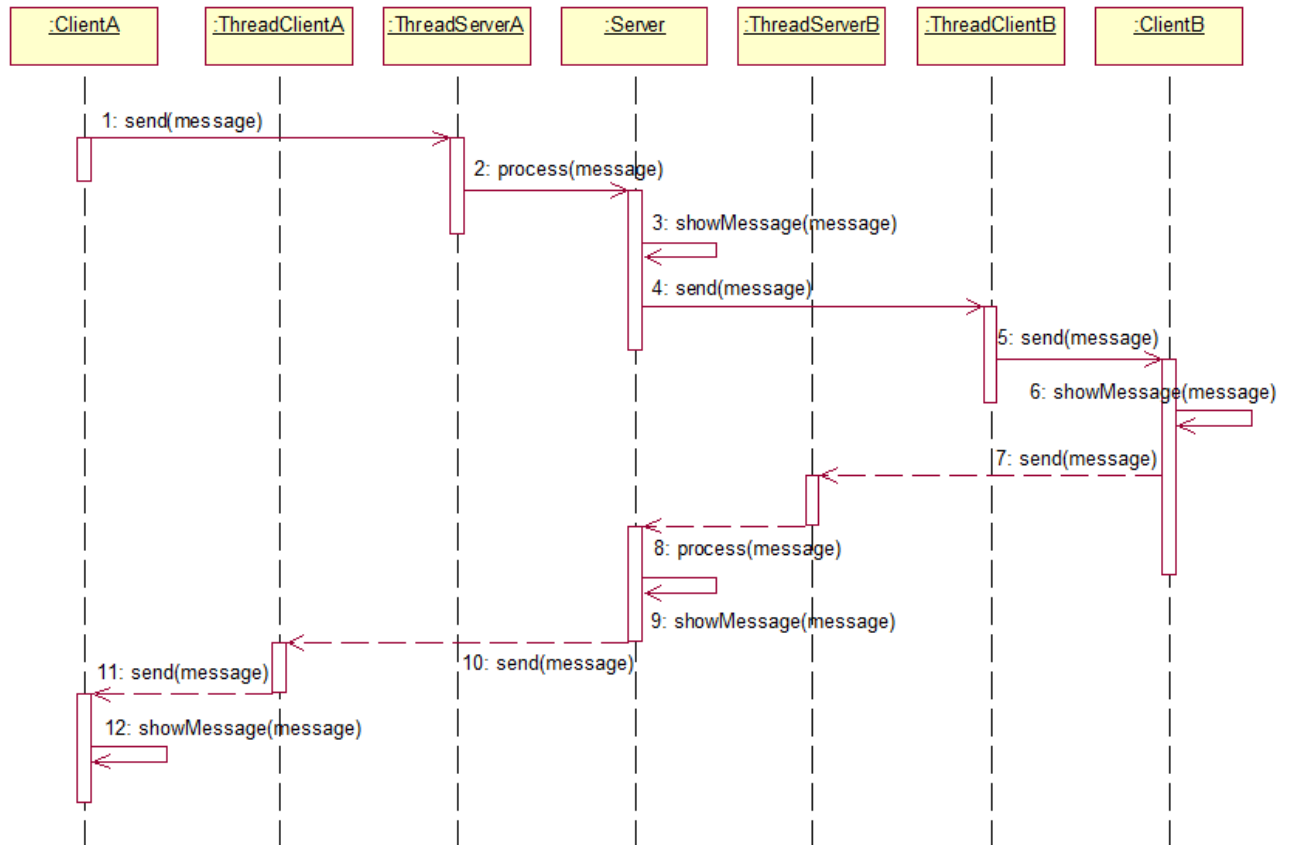 :ClientA
:ThreadClientA
:ThreadServerA
:Server
:ThreadServerB
:ThreadClientB
:ClientB
1: send(message)
2: process(message)
3: showMessage(message)
4: send(message)
5: send(message)
6: showMessage(message)
7: send(message)
8: process(message)
9: showMessage(message)
10: send(message)
11: send(message)
12: showMessage(message)